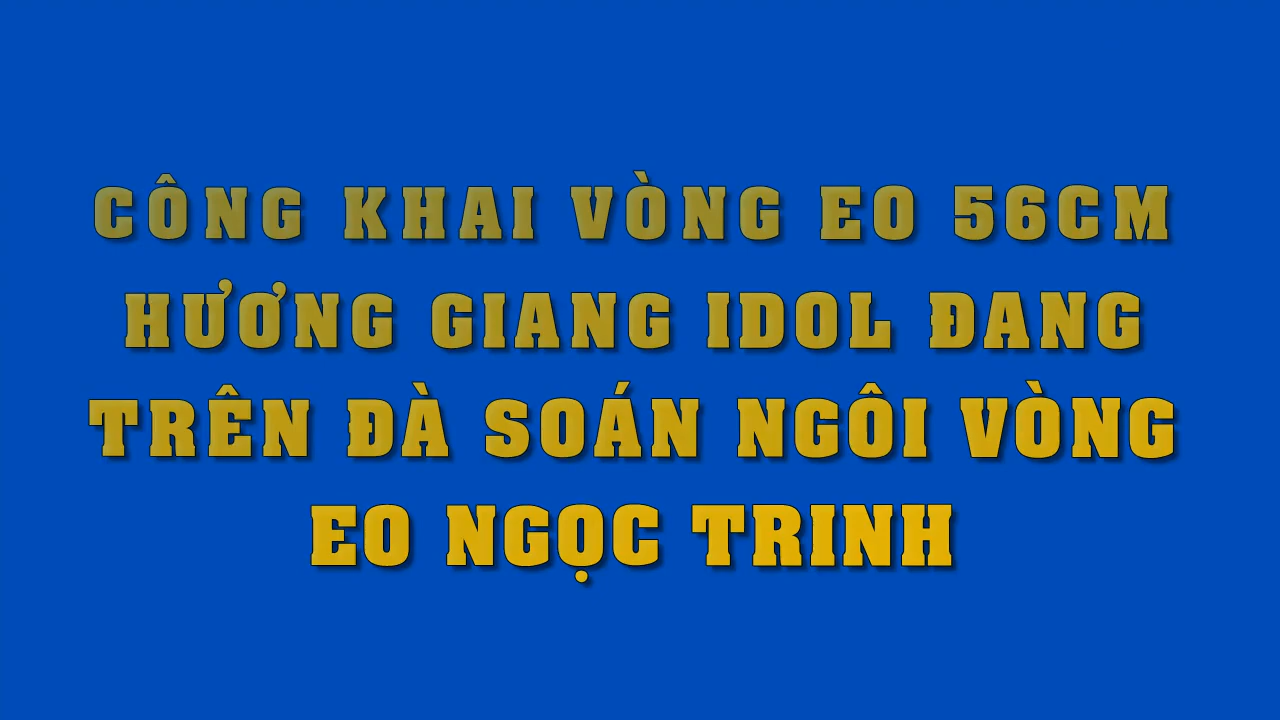 CÔNG KHAI VÒNG EO 56CM
HƯƠNG GIANG IDOL ĐANG
TRÊN ĐÀ SOÁN NGÔI VÒNG
EO NGỌC TRINH